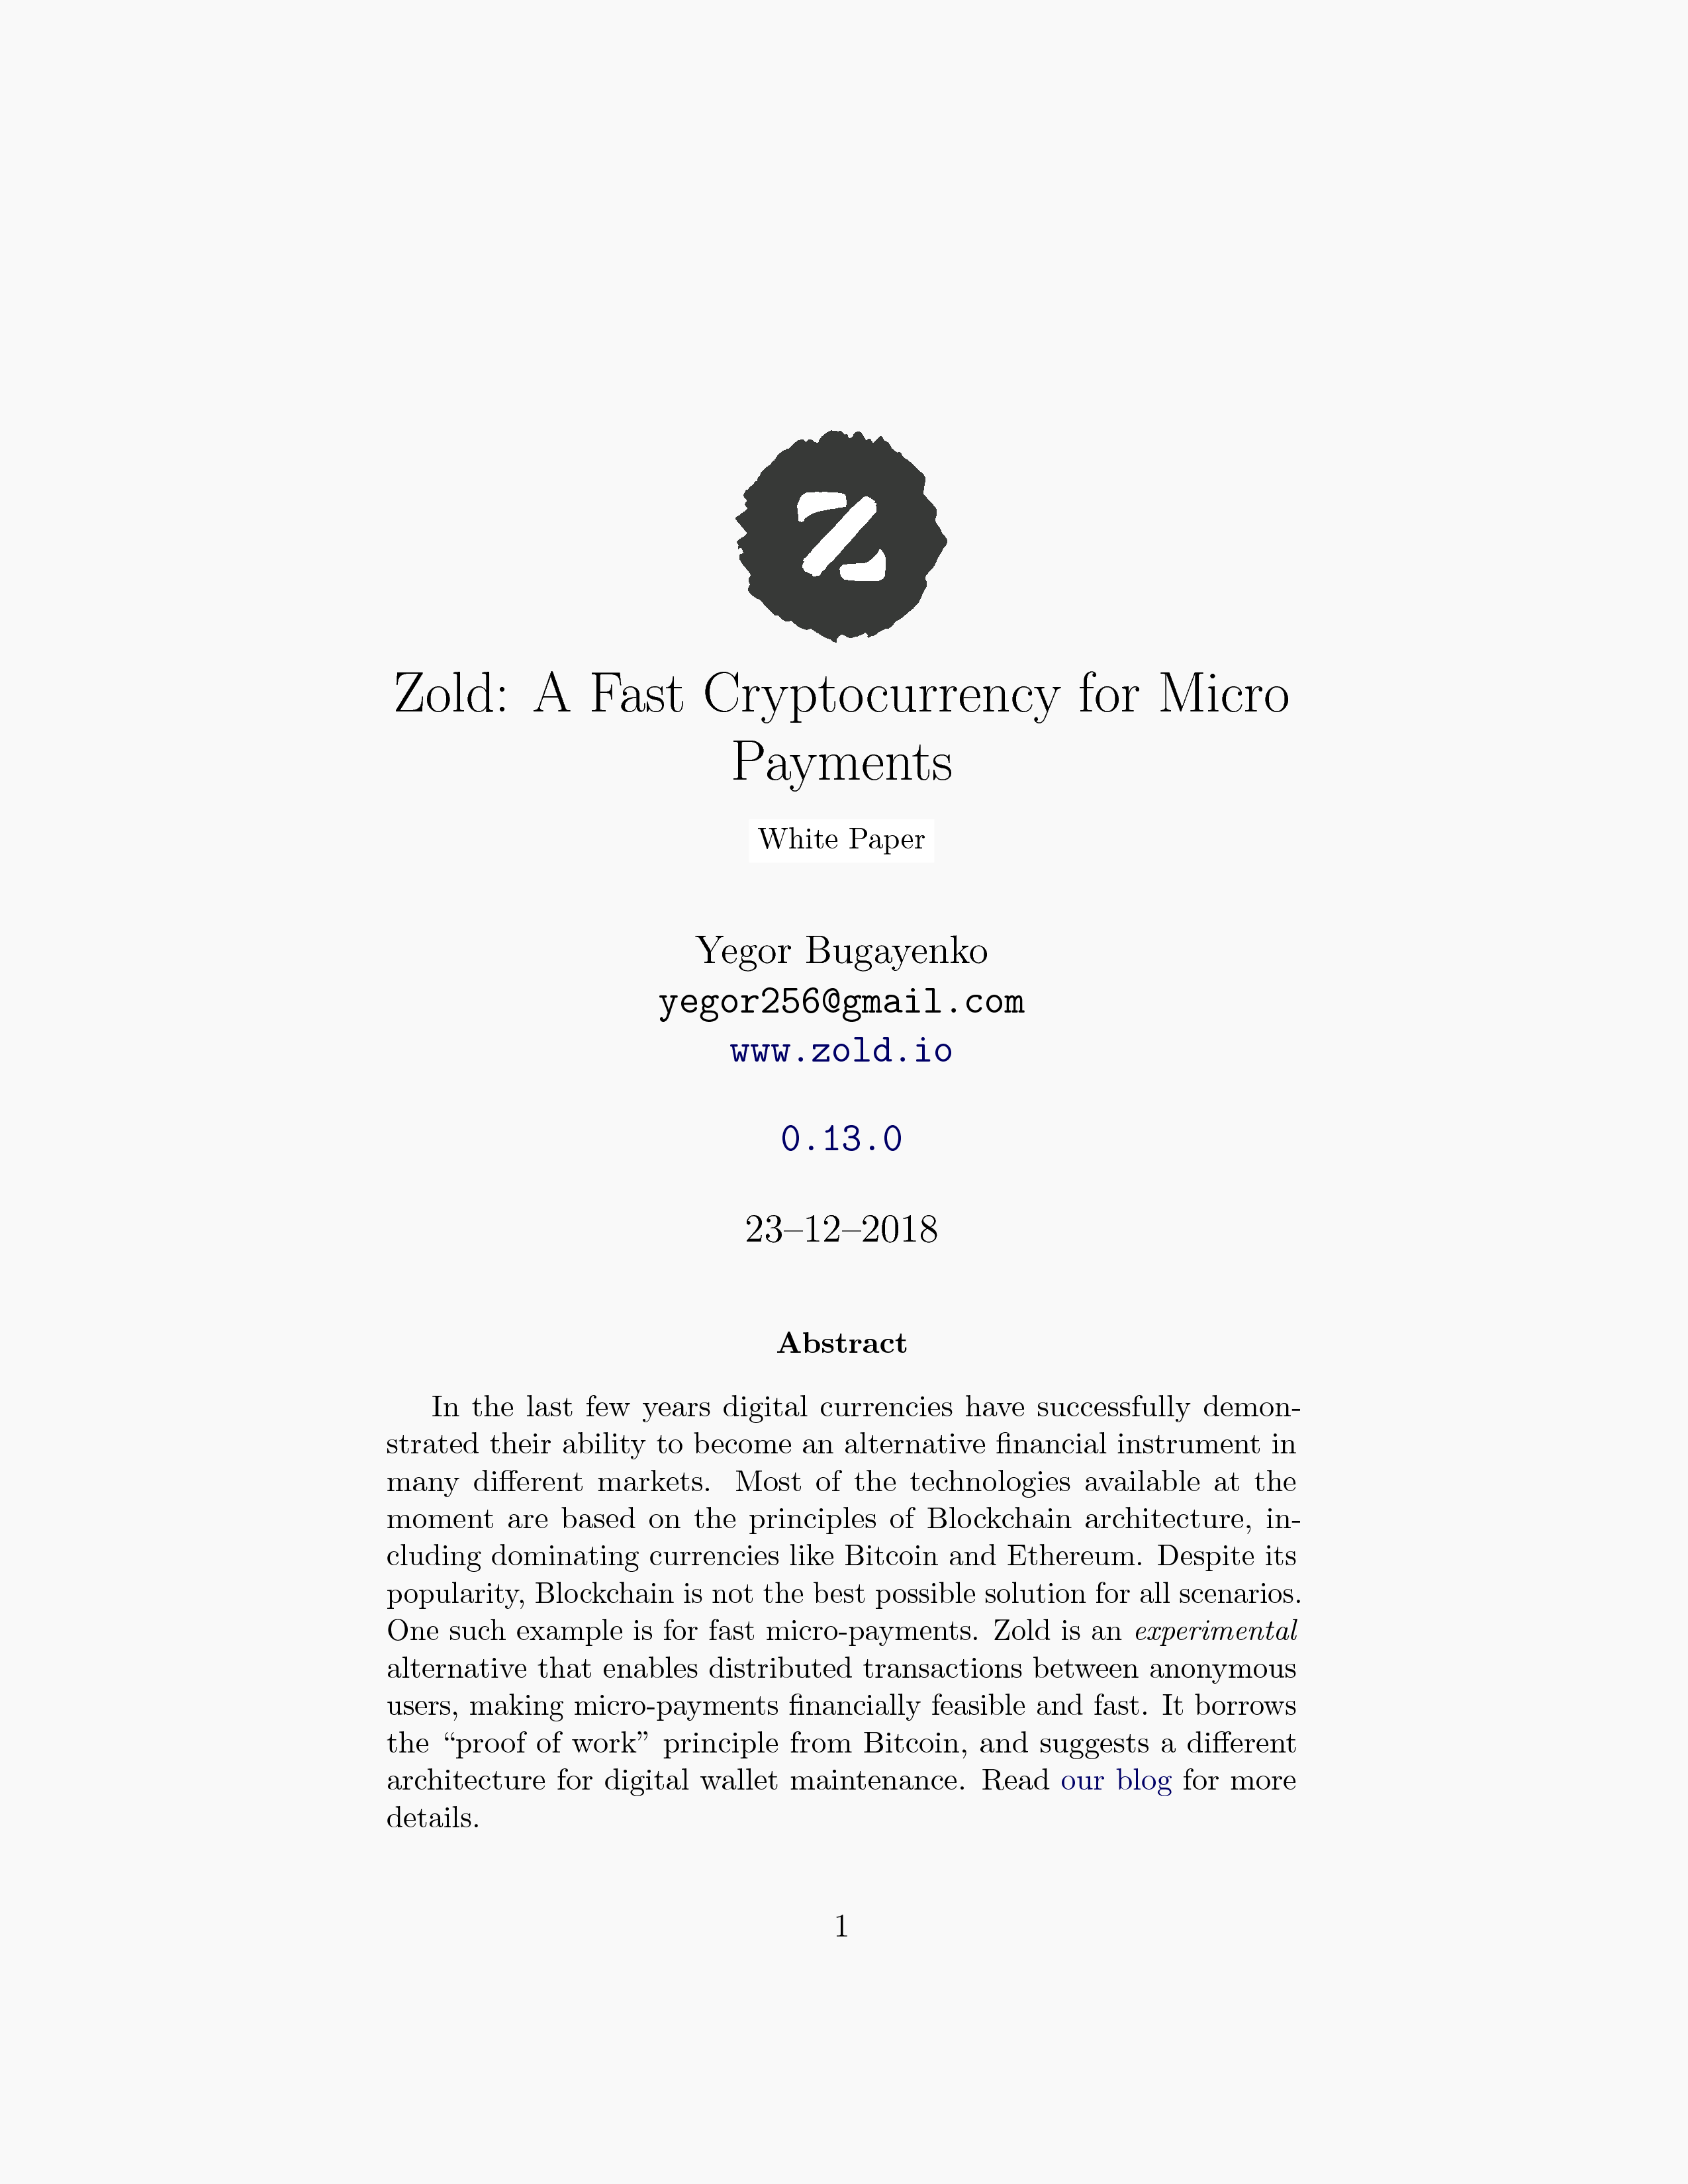 Z
Zold: A Fast Cryptocurrency for Micro
Payments
White Paper
Yegor Bugayenko
yegor256@gmail.com
www.zold.io
0.13.0
23–12–2018
Abstract
In the last few years digital currencies have successfully demon-
strated their ability to become an alternative financial instrument in
many different markets. Most of the technologies available at the
moment are based on the principles of Blockchain architecture, in-
cluding dominating currencies like Bitcoin and Ethereum. Despite its
popularity, Blockchain is not the best possible solution for all scenarios.
One such example is for fast micro-payments. Zold is an experimental
alternative that enables distributed transactions between anonymous
users, making micro-payments financially feasible and fast. It borrows
the “proof of work” principle from Bitcoin, and suggests a different
architecture for digital wallet maintenance. Read our blog for more
details.
1